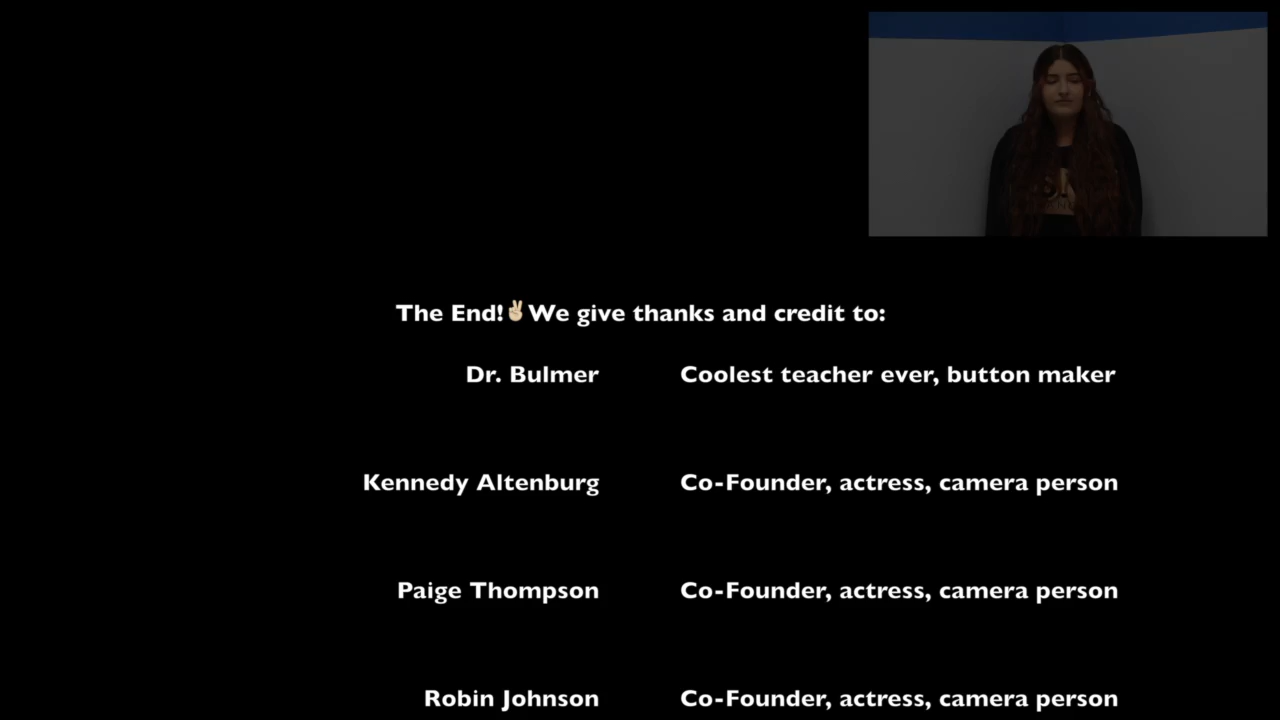 The End!✌🏼We give thanks and credit to:
Dr. Bulmer Coolest teacher ever, button maker
Kennedy Altenburg Co-Founder, actress, camera person
Paige Thompson Co-Founder, actress, camera person
Robin Johnson Co-Founder, actress, camera person